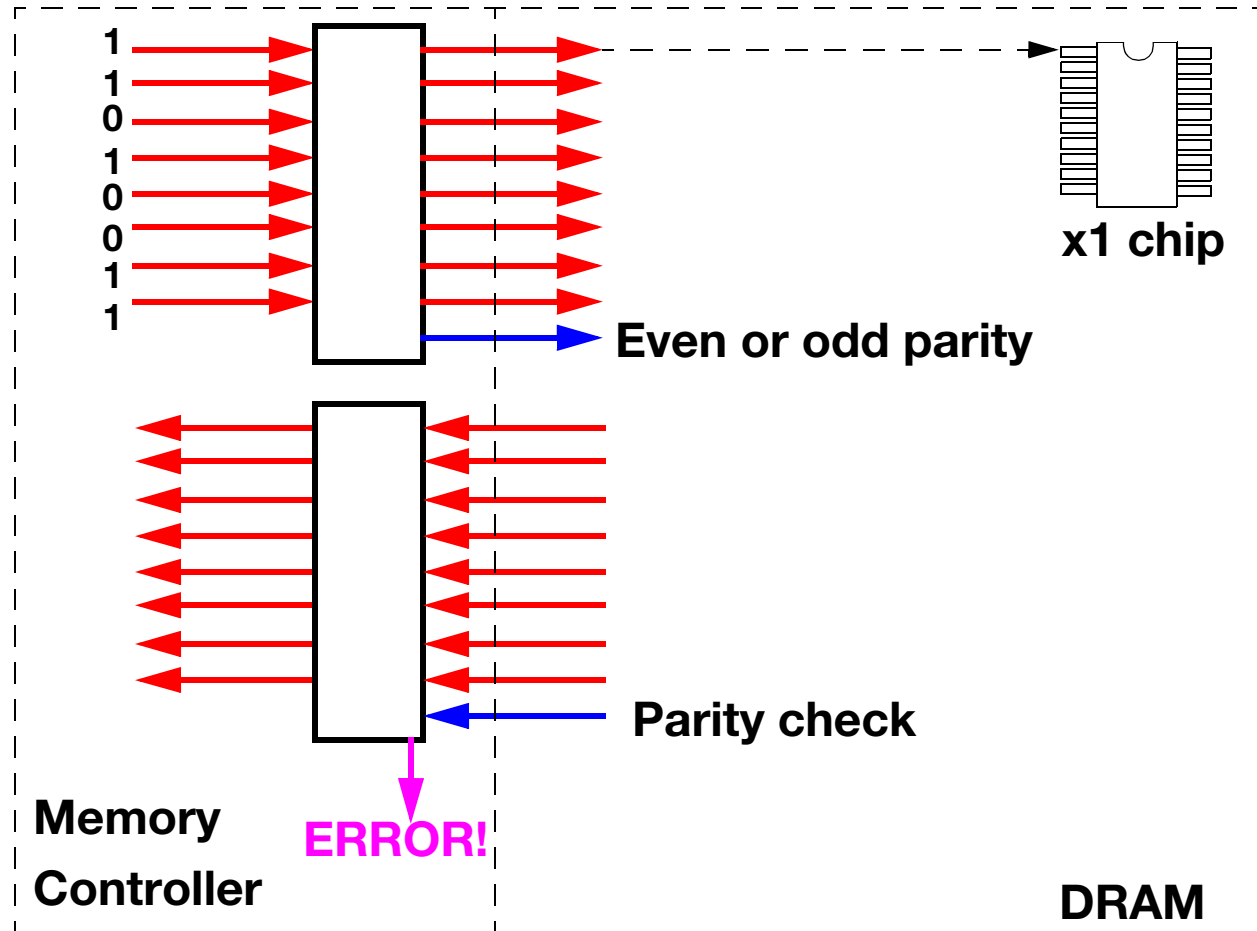 1
1
0
1
0
0
1
1
x1 chip
Even or odd parity
Parity check
Memory
Controller
ERROR!
DRAM